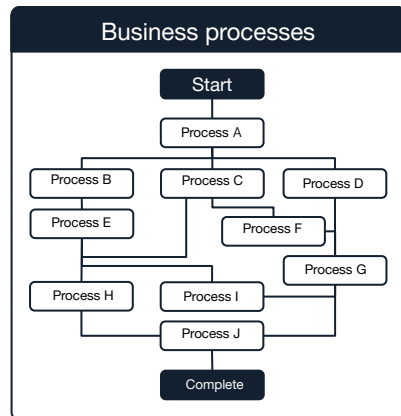 Business processes
Start
Process A
Process B
Process C
Process D
Process E
Process F
Process G
Process H
Process I
Process J
Complete